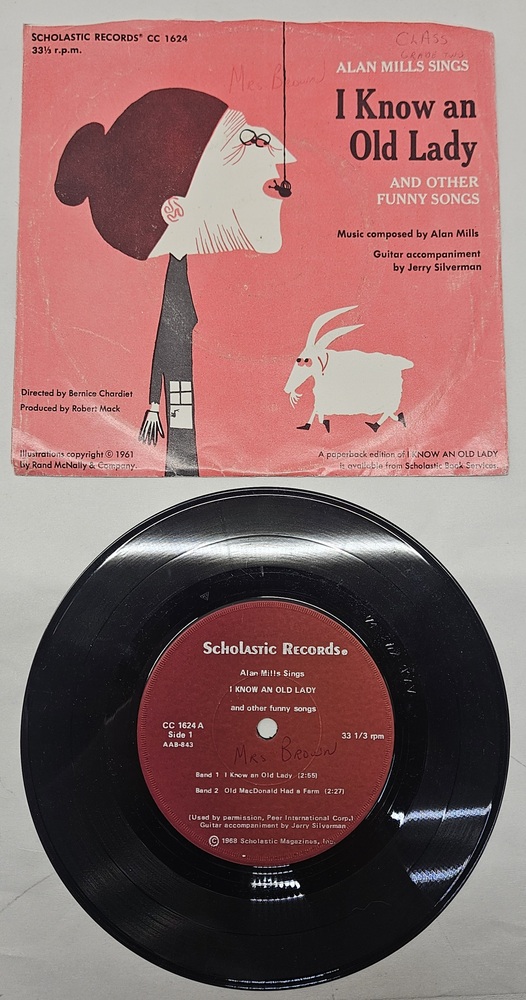 SCHOLASTIC RECORDS® CC 1624
33⅓ r.p.m.
CLASS
GRADE TWO
Mrs. Brown
ALAN MILLS SINGS
I Know an
Old Lady
AND OTHER
FUNNY SONGS
Music composed by Alan Mills
Guitar accompaniment
by Jerry Silverman
Directed by Bernice Chardiet
Produced by Robert Mack
Illustrations copyright © 1961
by Rand McNally & Company.
A paperback edition of I KNOW AN OLD LADY
is available from Scholastic Book Services
Scholastic Records®
Alan Mills Sings
I KNOW AN OLD LADY
and other funny songs
CC 1624 A
Side 1
AAB-843
33 1/3 rpm
Mrs Brown
Band 1 I Know an Old Lady (2:55)
Band 2 Old MacDonald Had a Farm (2:27)
(Used by permission, Peer International Corp.)
Guitar accompaniment by Jerry Silverman
© 1968 Scholastic Magazines, Inc.